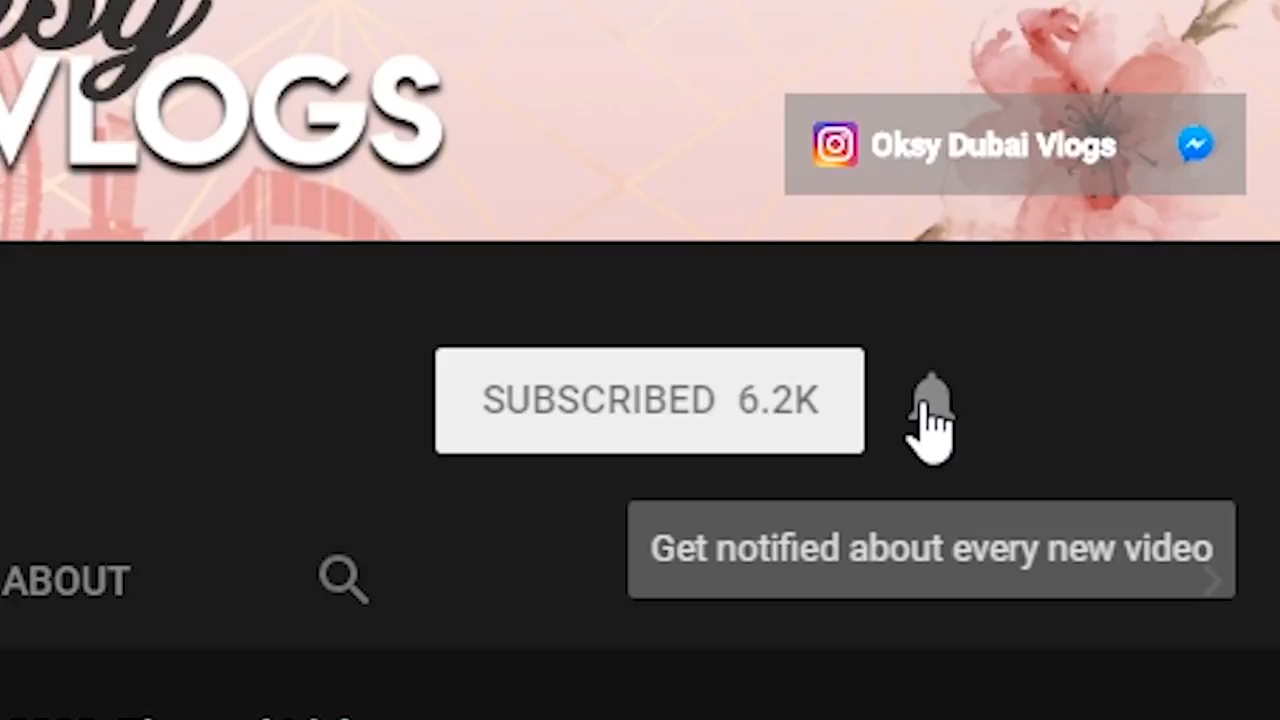 VLOGS
Oksy Dubai Vlogs
SUBSCRIBED 6.2K
Get notified about every new video
ABOUT